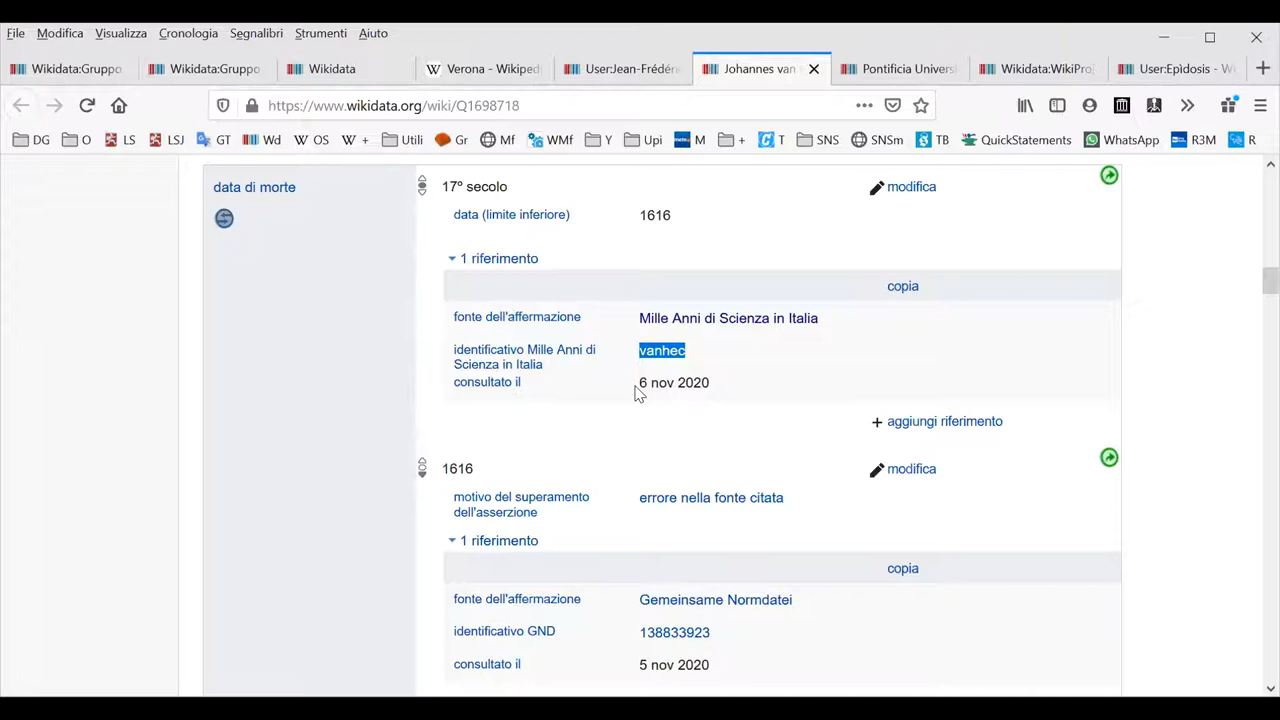 File Modifica Visualizza Cronologia Segnalibri Strumenti Aiuto
Wikidata:Gruppo Wikidata:Gruppo Wikidata Verona - Wikiped User:Jean-Frédéri Johannes van Pontificia Univers Wikidata:WikiProj User:Epìdosis - W
https://www.wikidata.org/wiki/Q1698718
DG O LS LSJ GT Wd OS + Utili Gr Mf WMf Y Upi M + T SNS SNSm TB QuickStatements WhatsApp R3M R
data di morte
17º secolo
modifica
data (limite inferiore) 1616
1 riferimento
copia
fonte dell'affermazione Mille Anni di Scienza in Italia
identificativo Mille Anni di vanhec
Scienza in Italia
consultato il 6 nov 2020
+ aggiungi riferimento
1616
modifica
motivo del superamento errore nella fonte citata
dell'asserzione
1 riferimento
copia
fonte dell'affermazione Gemeinsame Normdatei
identificativo GND 138833923
consultato il 5 nov 2020